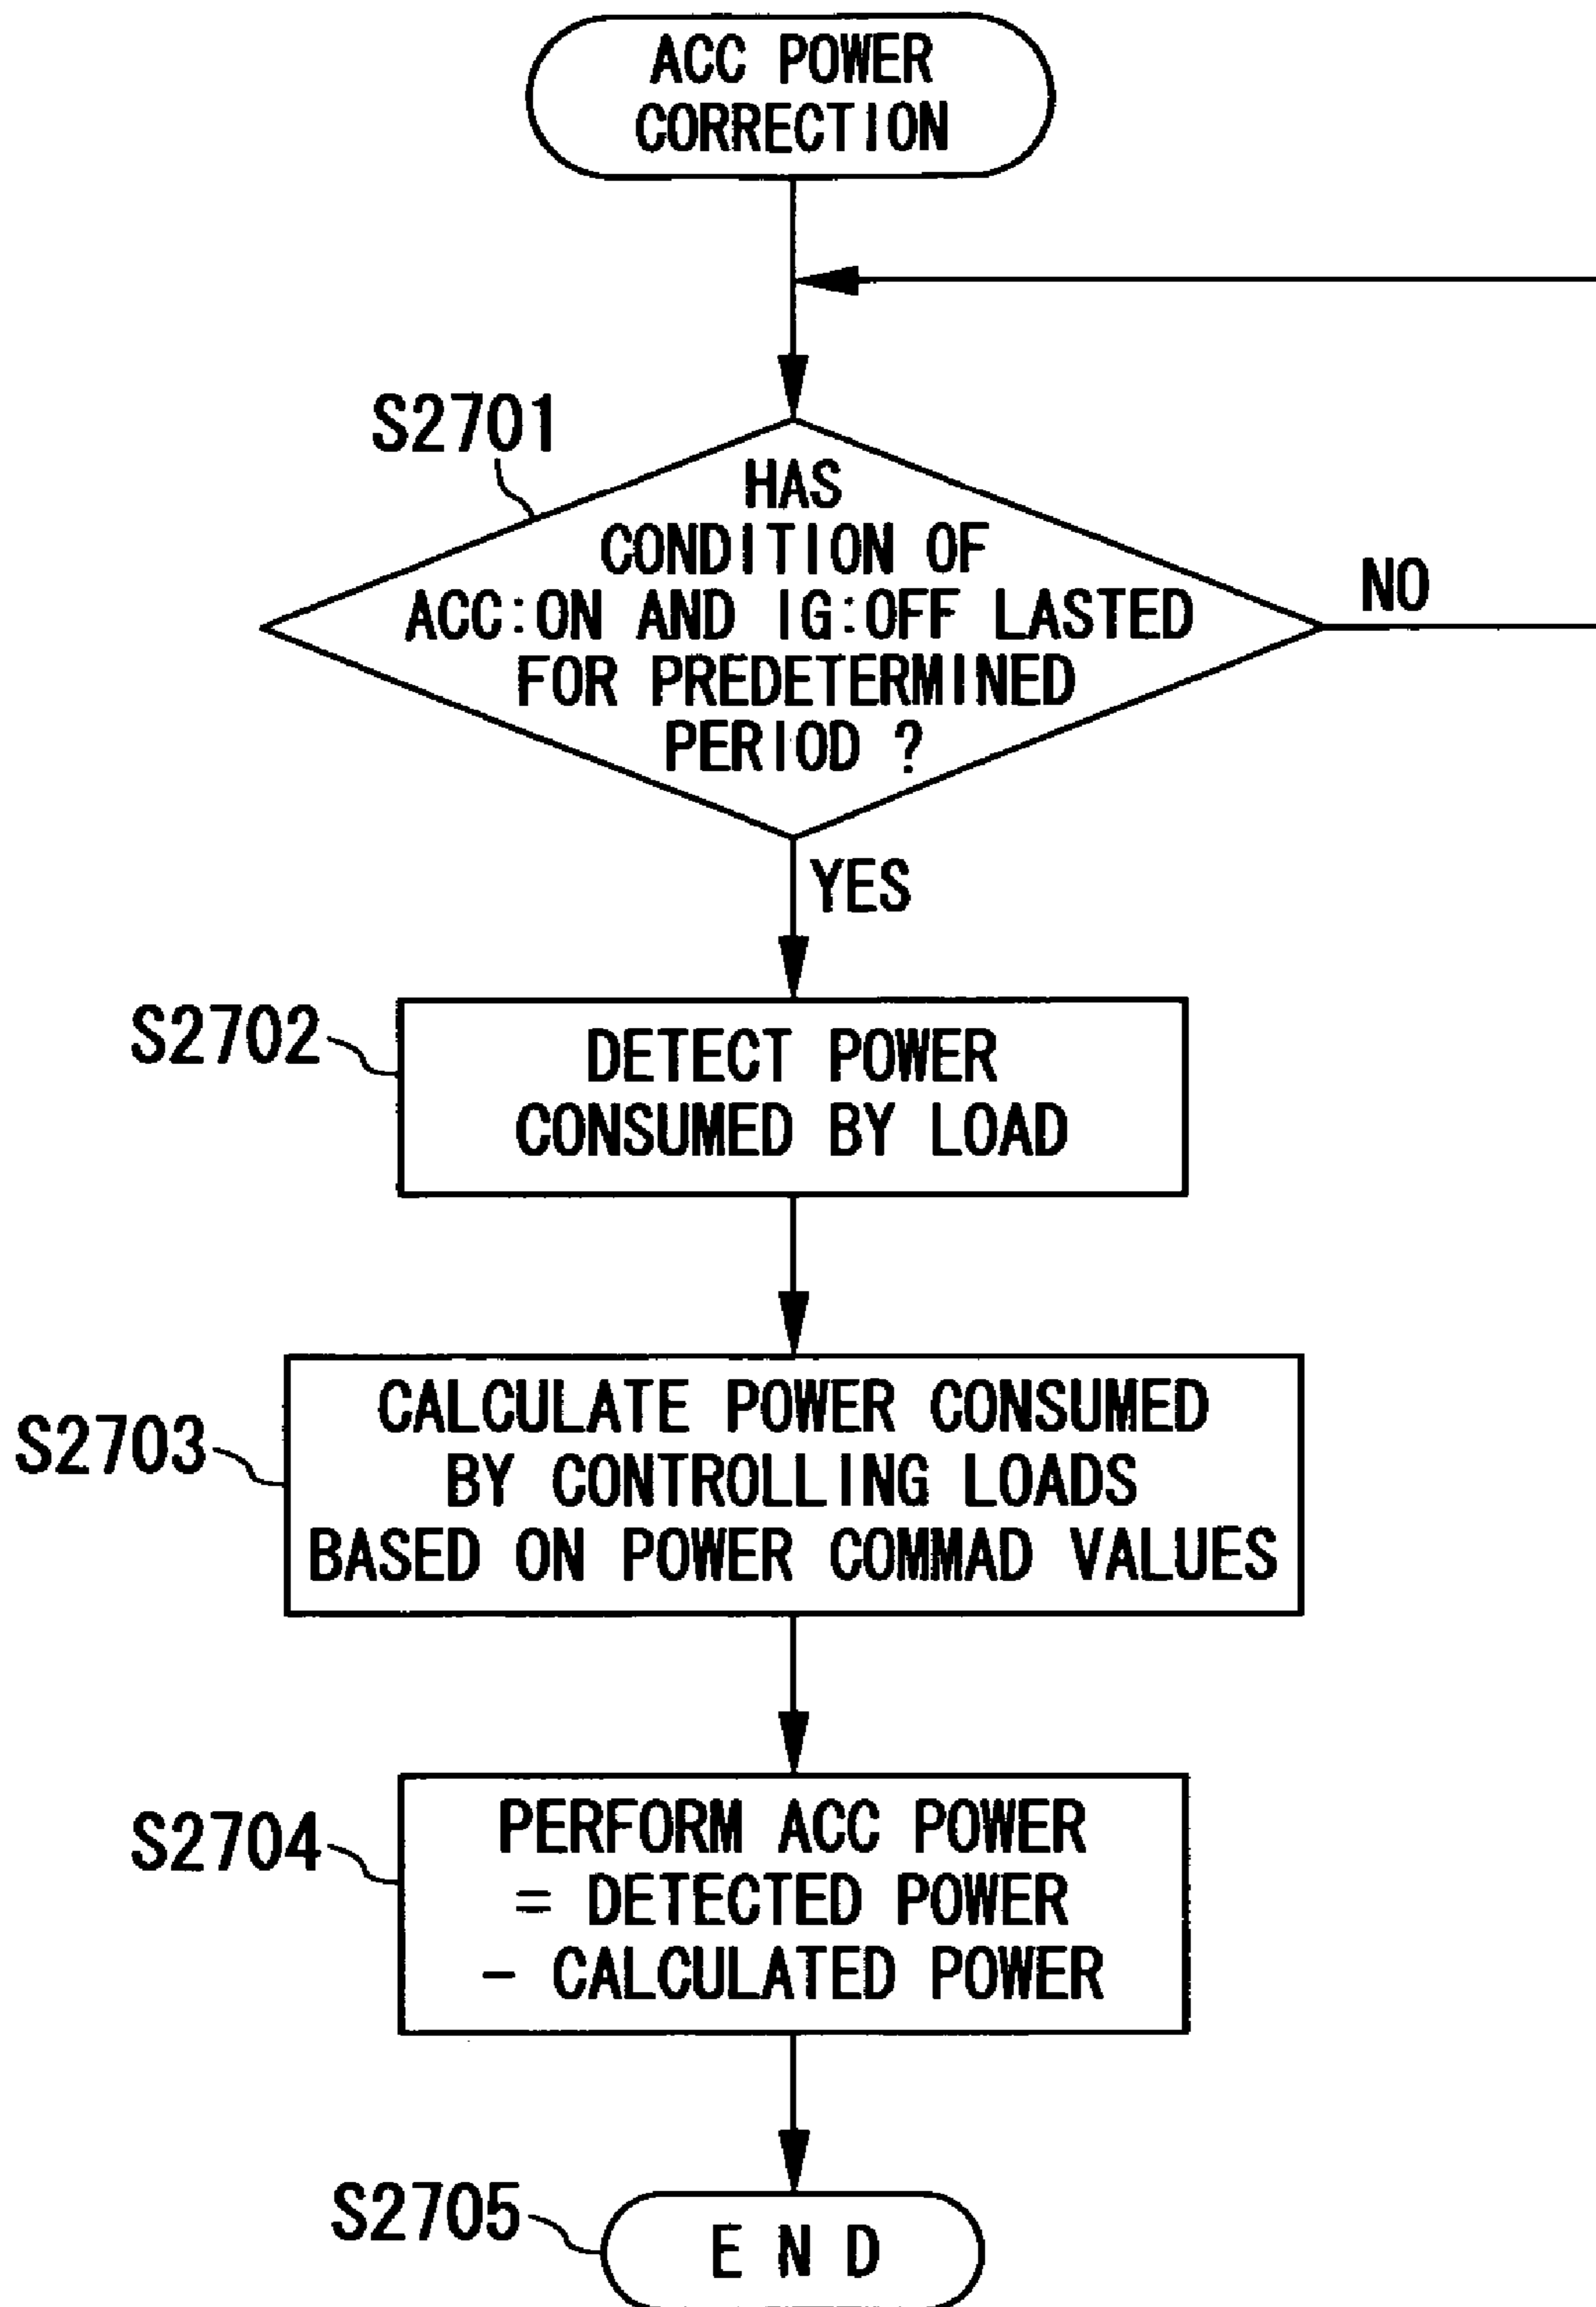 ACC POWER
CORRECTION
S2701
HAS
CONDITION OF
ACC:ON AND IG:OFF LASTED
FOR PREDETERMINED
PERIOD ?
NO
YES
S2702
DETECT POWER
CONSUMED BY LOAD
S2703
CALCULATE POWER CONSUMED
BY CONTROLLING LOADS
BASED ON POWER COMMAD VALUES
S2704
PERFORM ACC POWER
= DETECTED POWER
- CALCULATED POWER
S2705
END